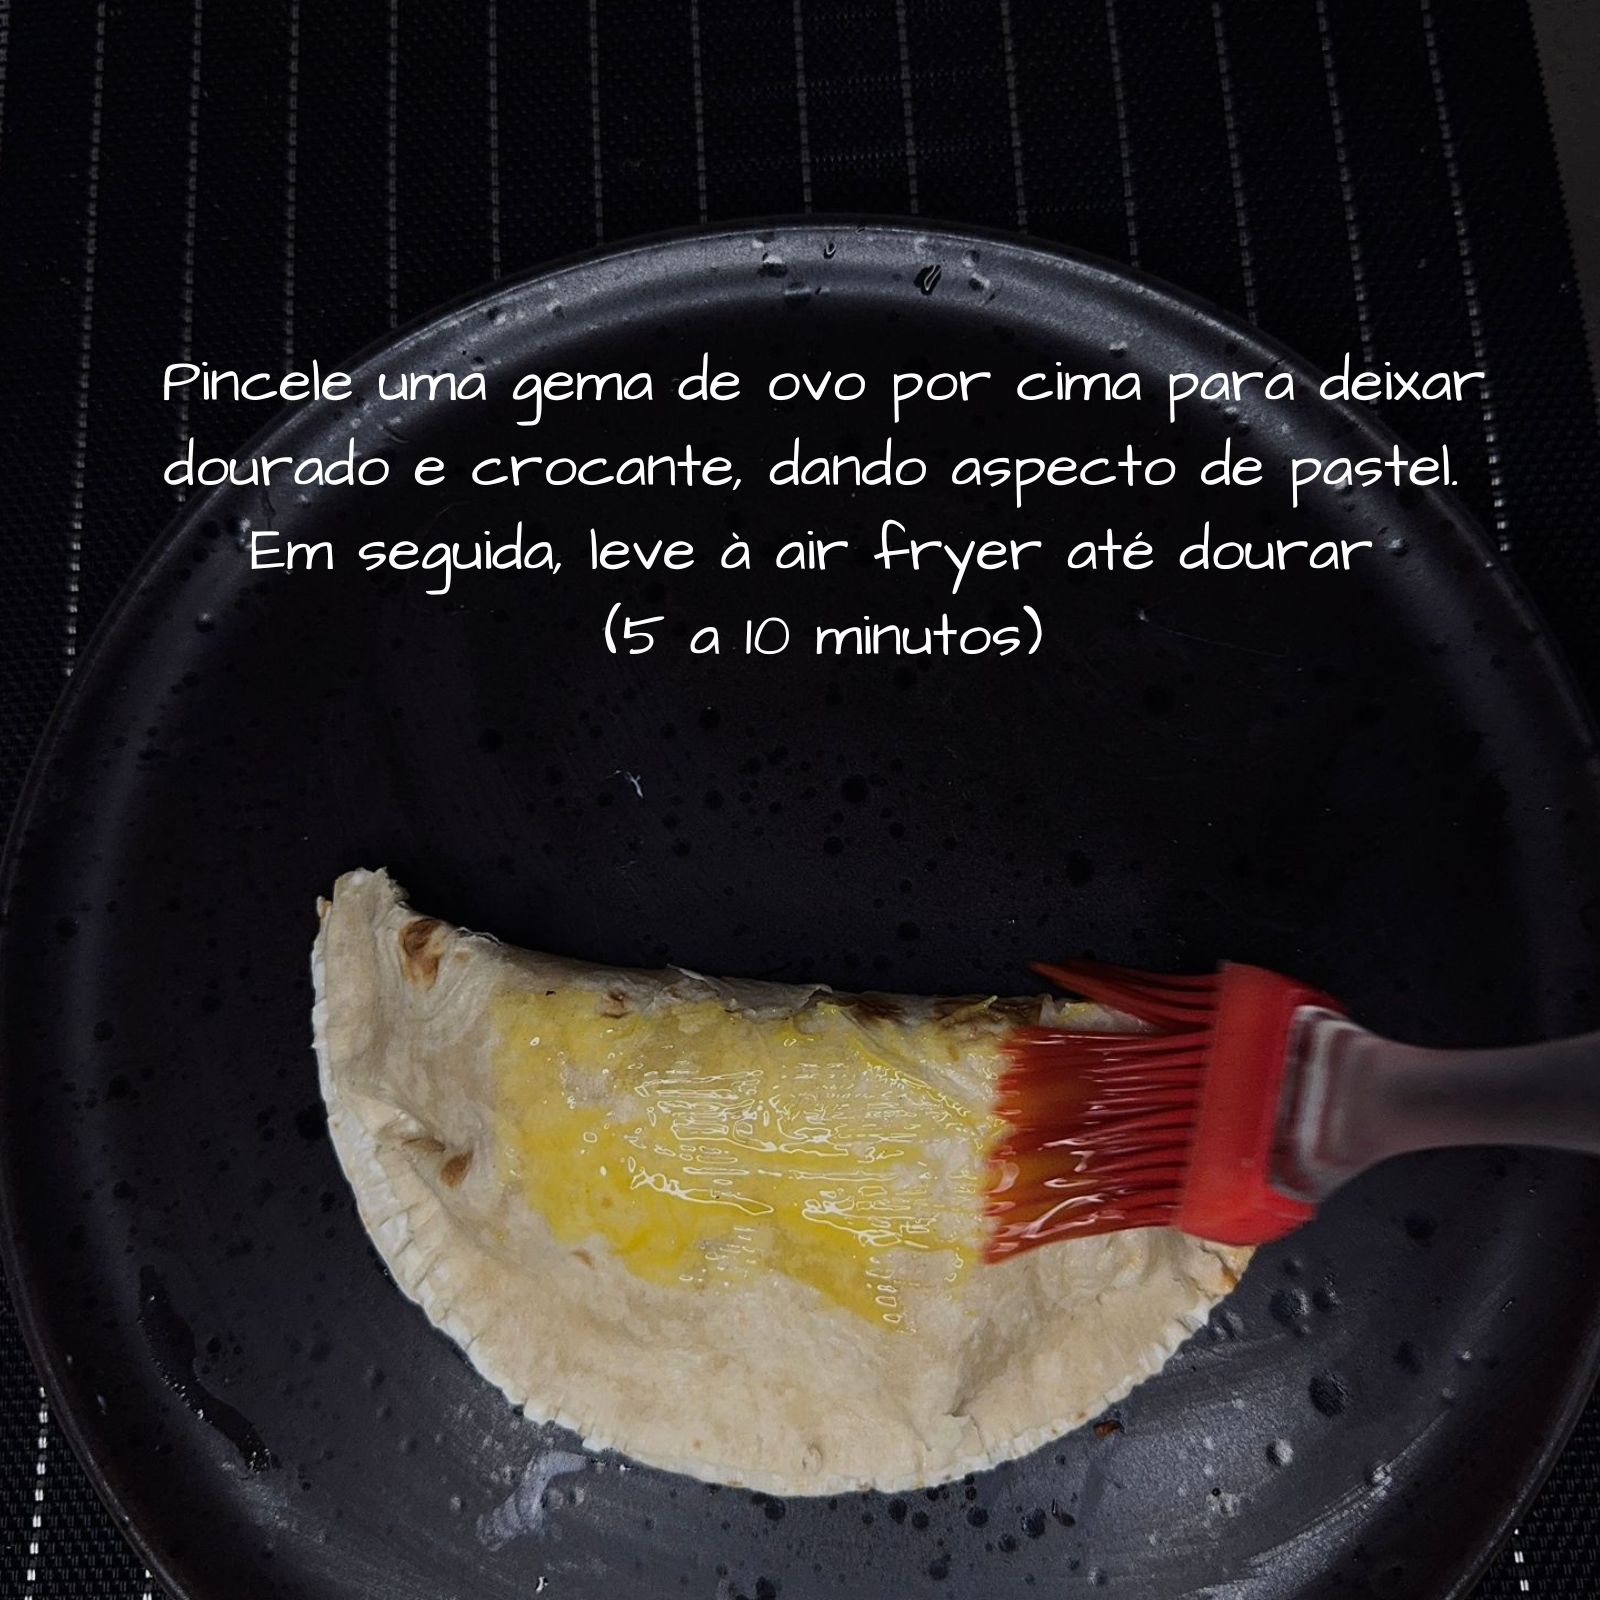 Pincele uma gema de ovo por cima para deixar
dourado e crocante, dando aspecto de pastel.
Em seguida, leve à air fryer até dourar
(5 a 10 minutos)